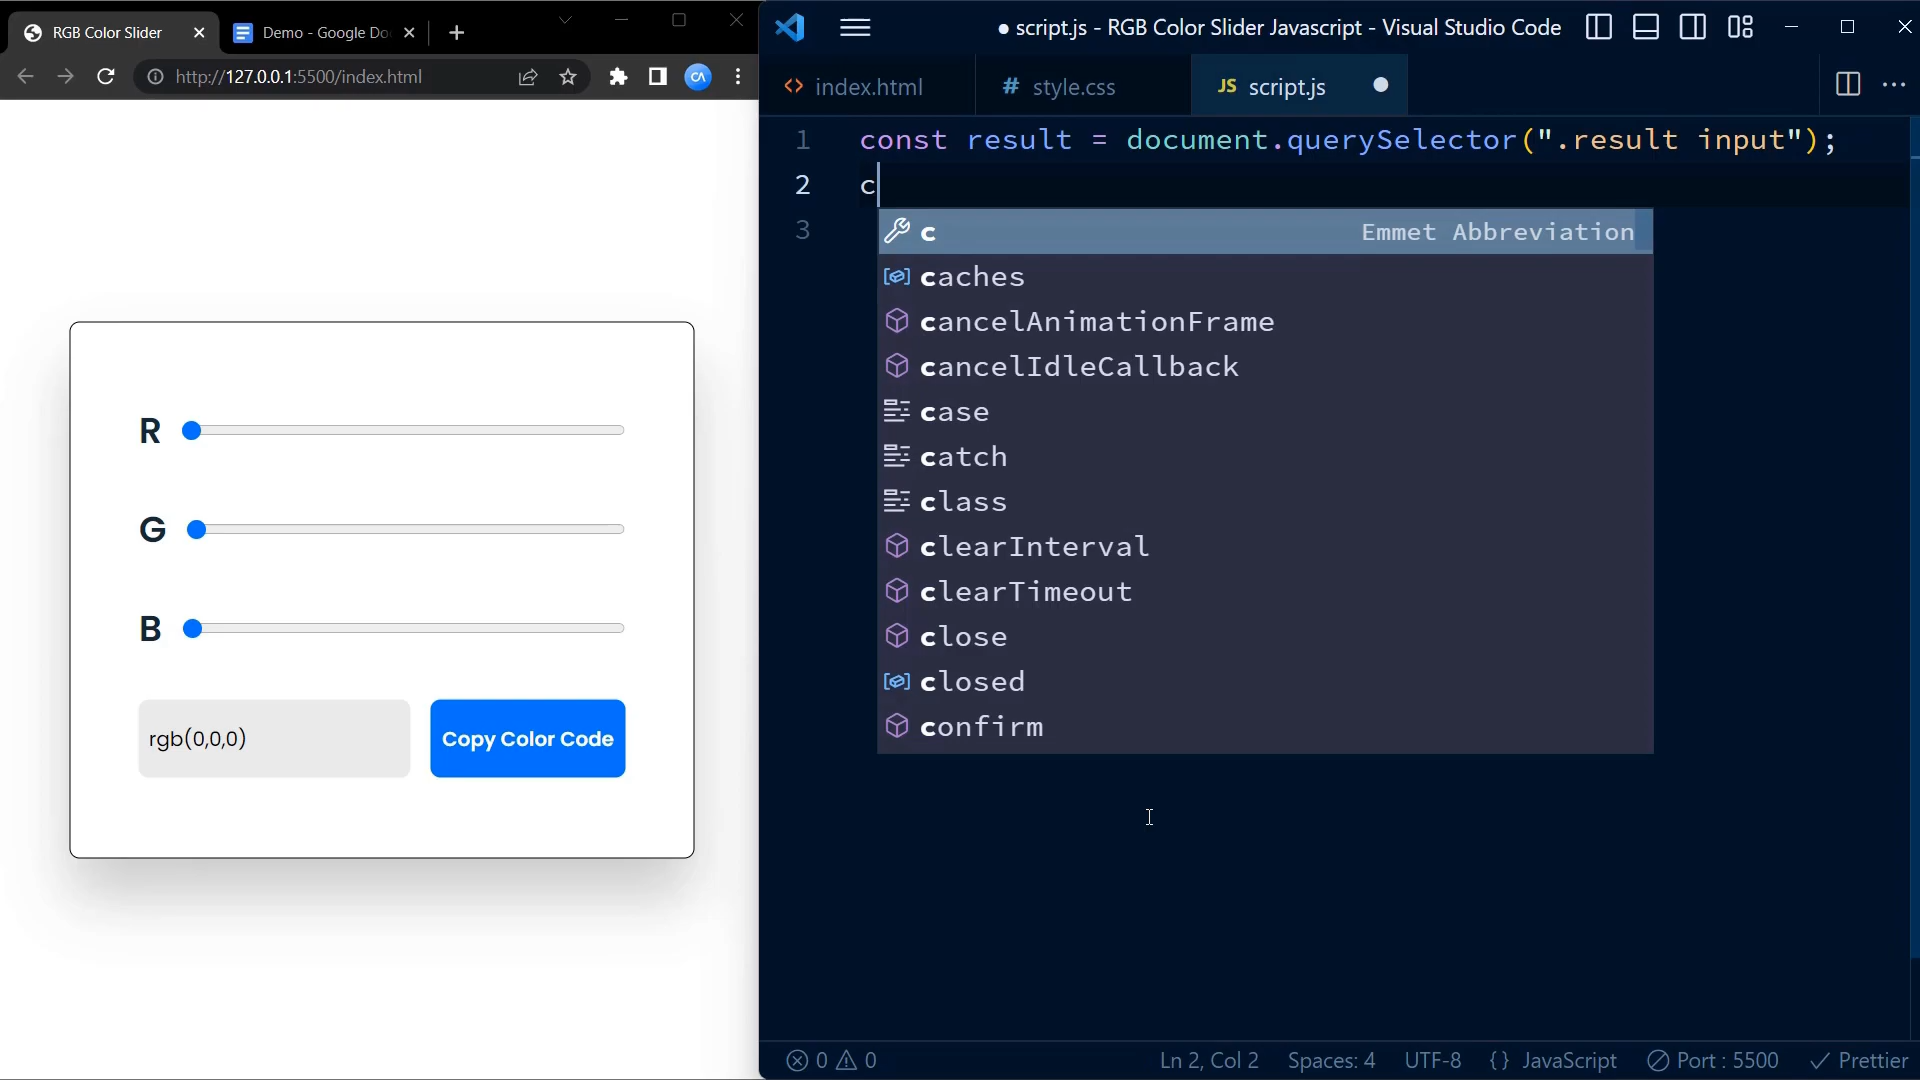 RGB Color Slider
Demo - Google Do
http://127.0.0.1:5500/index.html
CA
R
G
B
rgb(0,0,0)
Copy Color Code
● script.js - RGB Color Slider Javascript - Visual Studio Code
<> index.html
# style.css
JS script.js
1 const result = document.querySelector(".result input");
2 c
3
c Emmet Abbreviation
caches
cancelAnimationFrame
cancelIdleCallback
case
catch
class
clearInterval
clearTimeout
close
closed
confirm
0 0 Ln 2, Col 2 Spaces: 4 UTF-8 {} JavaScript Port : 5500 ✓ Prettier